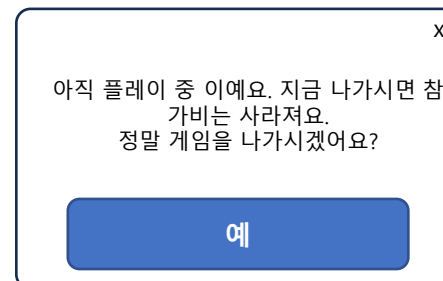 x
아직 플레이 중 이예요. 지금 나가시면 참
가비는 사라져요.
정말 게임을 나가시겠어요?
예